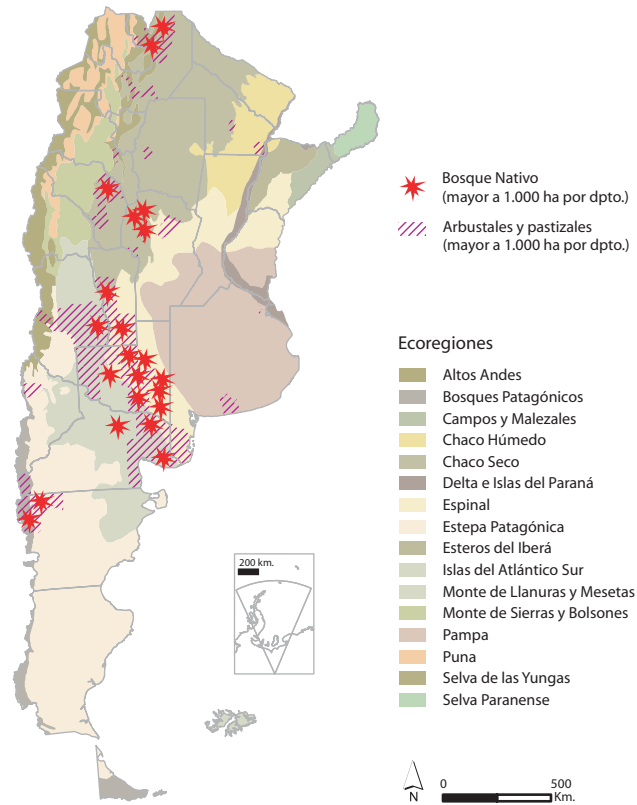 Bosque Nativo
(mayor a 1.000 ha por dpto.)
Arbustales y pastizales
(mayor a 1.000 ha por dpto.)
Ecoregiones
Altos Andes
Bosques Patagónicos
Campos y Malezales
Chaco Húmedo
Chaco Seco
Delta e Islas del Paraná
Espinal
Estepa Patagónica
Esteros del Iberá
Islas del Atlántico Sur
Monte de Llanuras y Mesetas
Monte de Sierras y Bolsones
Pampa
Puna
Selva de las Yungas
Selva Paranense
200 km.
N
0 500
Km.